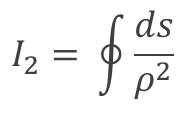 I₂ = ∮ ds/ρ²